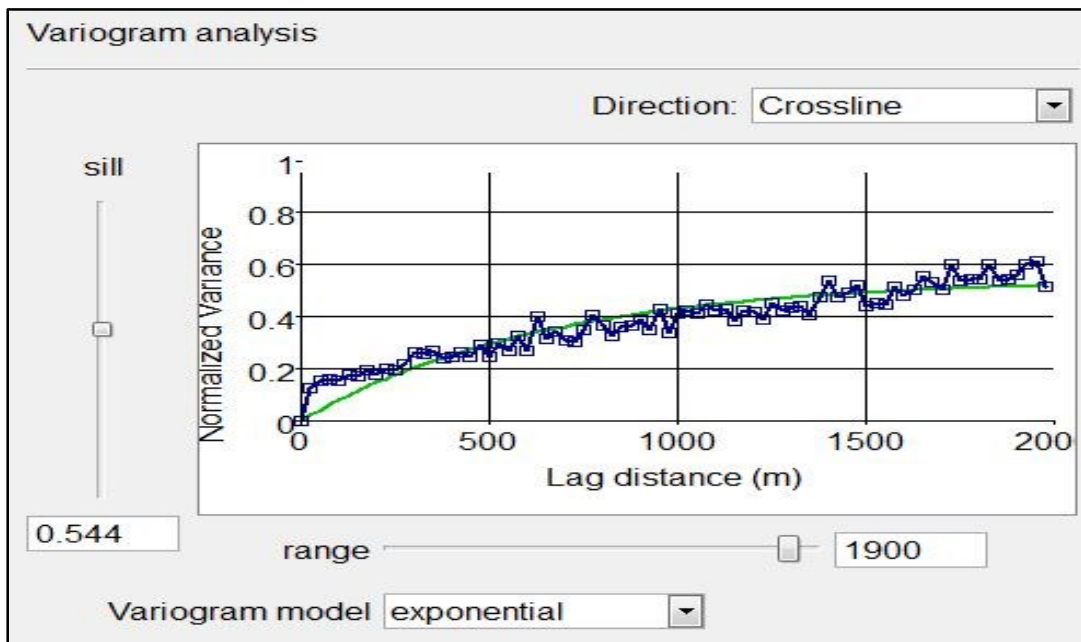 Variogram analysis
Direction: Crossline
sill
1
0.8
0.6
0.4
0.2
0
Normalized Variance
0 500 1000 1500 200
Lag distance (m)
0.544
range 1900
Variogram model exponential